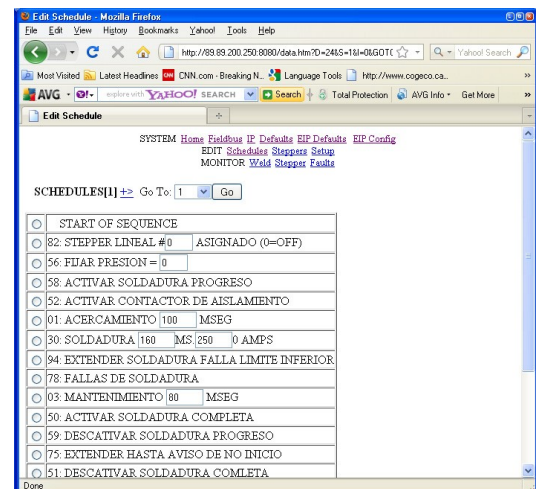 Edit Schedule - Mozilla Firefox
File Edit View History Bookmarks Yahoo! Tools Help
http://89.89.200.250:8080/data.htm?D=24&S=1&I=0&GOT( Yahoo! Search
Most Visited Latest Headlines CNN.com - Breaking N... Language Tools http://www.cogeco.ca... »
AVG explore with YAHOO! SEARCH Search Total Protection AVG Info Get More »
Edit Schedule
SYSTEM Home Fieldbus IP Defaults EIP Defaults EIP Config
EDIT Schedules Steppers Setup
MONITOR Weld Stepper Faults
SCHEDULES[1] +> Go To: 1 Go
START OF SEQUENCE
82: STEPPER LINEAL #0 ASIGNADO (0=OFF)
56: FIJAR PRESION = 0
58: ACTIVAR SOLDADURA PROGRESO
52: ACTIVAR CONTACTOR DE AISLAMIENTO
01: ACERCAMIENTO 100 MSEG
30: SOLDADURA 160 MS. 250 0 AMPS
94: EXTENDER SOLDADURA FALLA LIMITE INFERIOR
78: FALLAS DE SOLDADURA
03: MANTENIMIENTO 80 MSEG
50: ACTIVAR SOLDADURA COMPLETA
59: DESCATIVAR SOLDADURA PROGRESO
75: EXTENDER HASTA AVISO DE NO INICIO
51: DESCATIVAR SOLDADURA COMLETA
Done